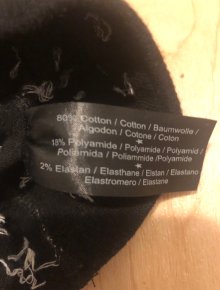 80% Cotton / Cotton / Baumwolle /
Algodon / Cotone / Coton
18% Polyamide / Polyamid /
Poliamida / Poliammide /Polyamide
2% Elastan / Elasthane / Elastan / Elastano
Elastromero / Elastane